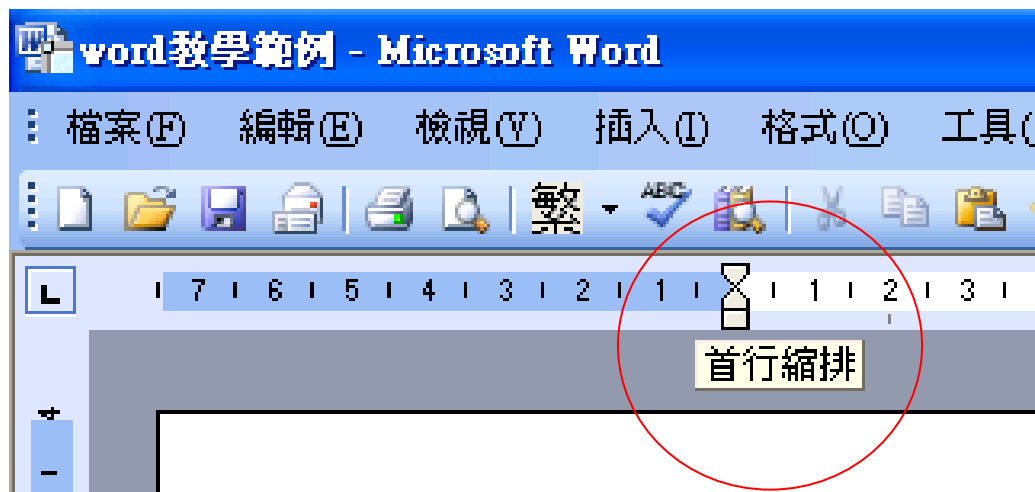 word教學範例 - Microsoft Word
檔案(F) 編輯(E) 檢視(V) 插入(I) 格式(O) 工具(
繁 ABC
L 7 6 5 4 3 2 1 1 2 3
首行縮排